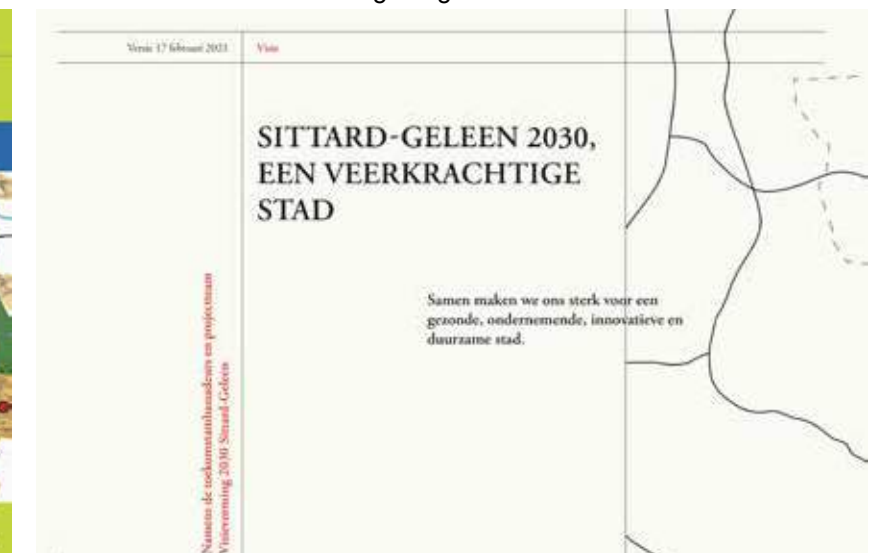 Versie 17 februari 2021
Visie
SITTARD-GELEEN 2030,
EEN VEERKRACHTIGE
STAD
Samen maken we ons sterk voor een
gezonde, ondernemende, innovatieve en
duurzame stad.
Namens de toekomstambassadeurs en projectteam
Visievorming 2030 Sittard-Geleen